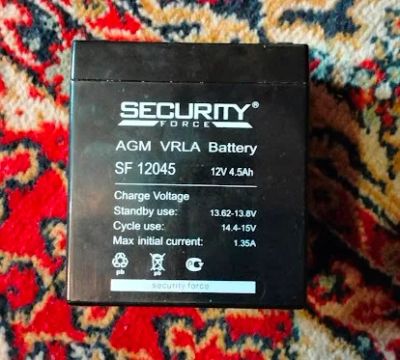 SECURITY®
FORCE
AGM VRLA Battery
SF 12045 12V 4.5Ah
Charge Voltage
Standby use: 13.62-13.8V
Cycle use: 14.4-15V
Max initial current: 1.35A
pb pb
security force